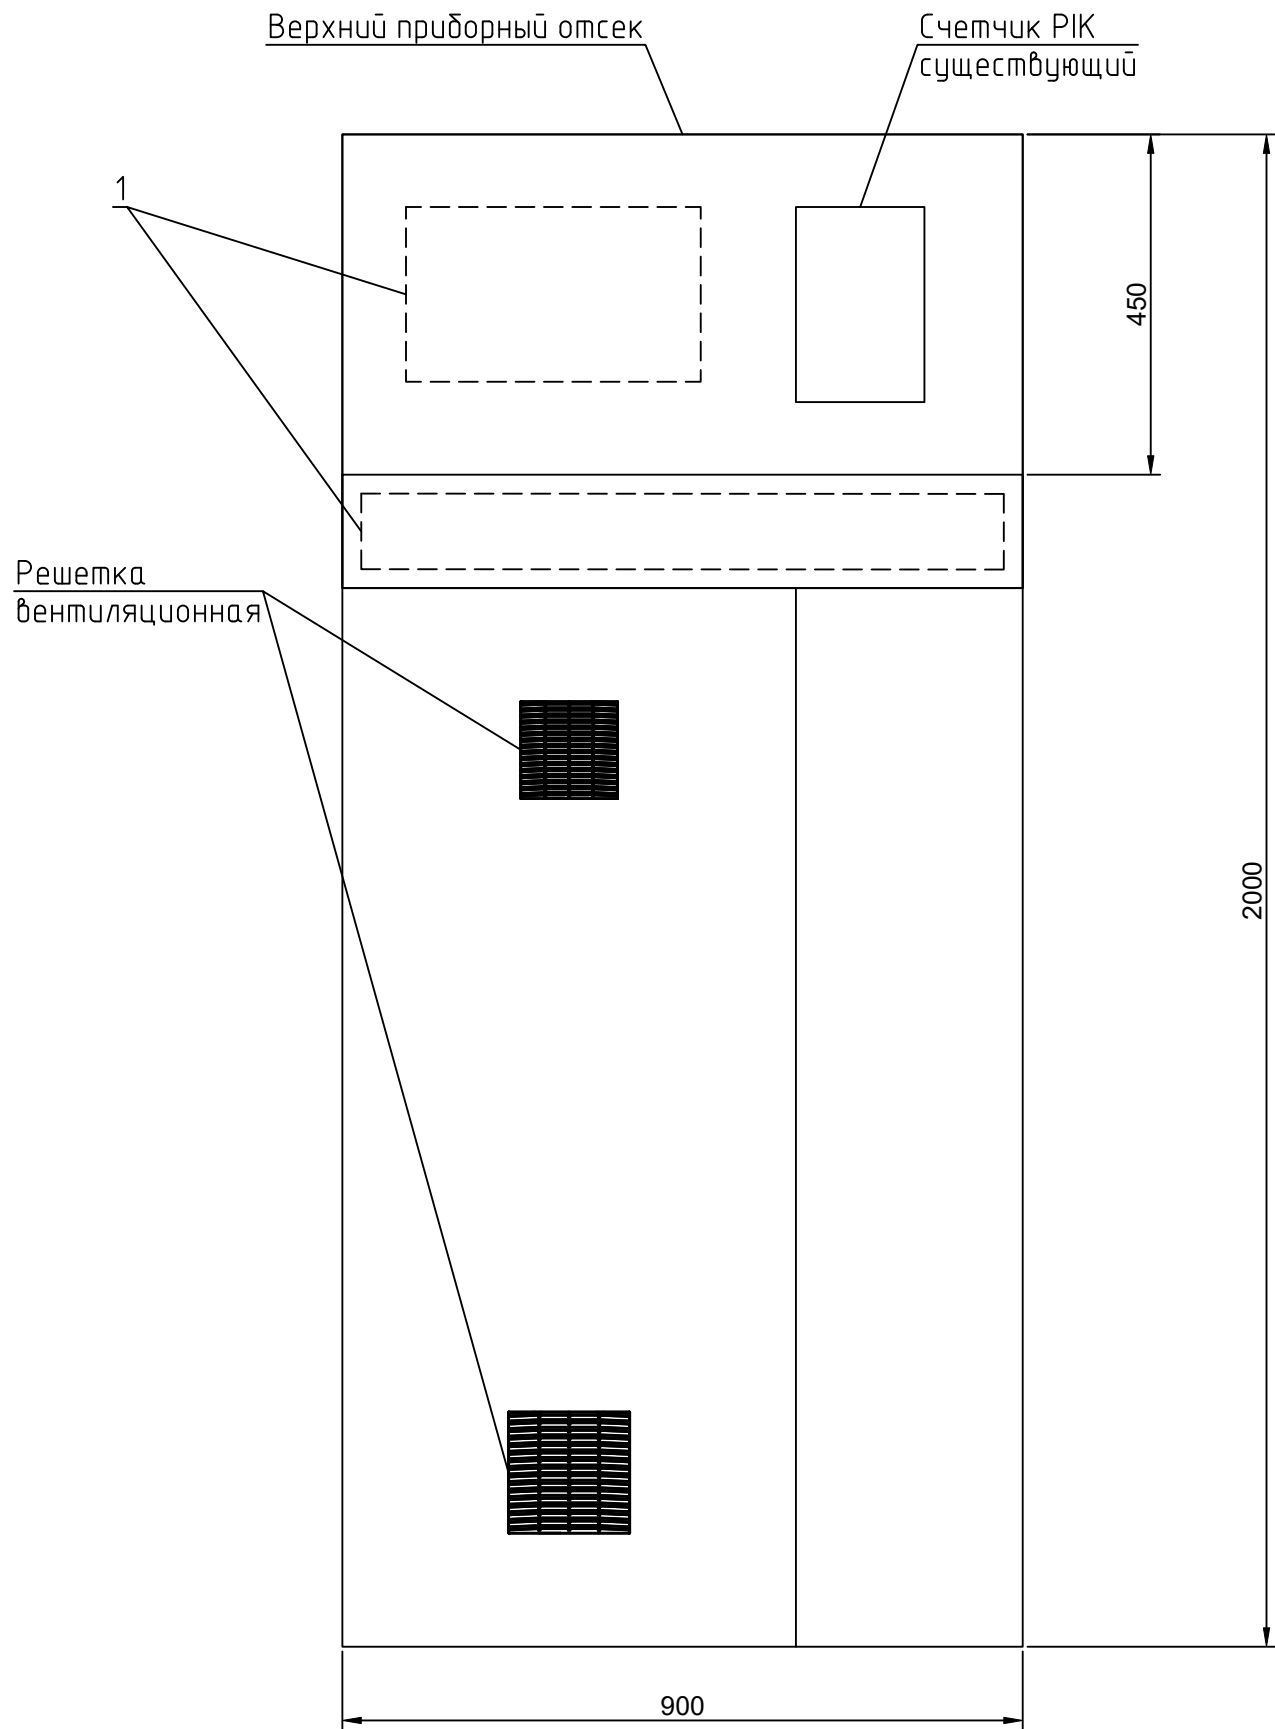 Верхний приборный отсек
Счетчик PIK
существующий
1
450
Решетка
вентиляционная
2000
900